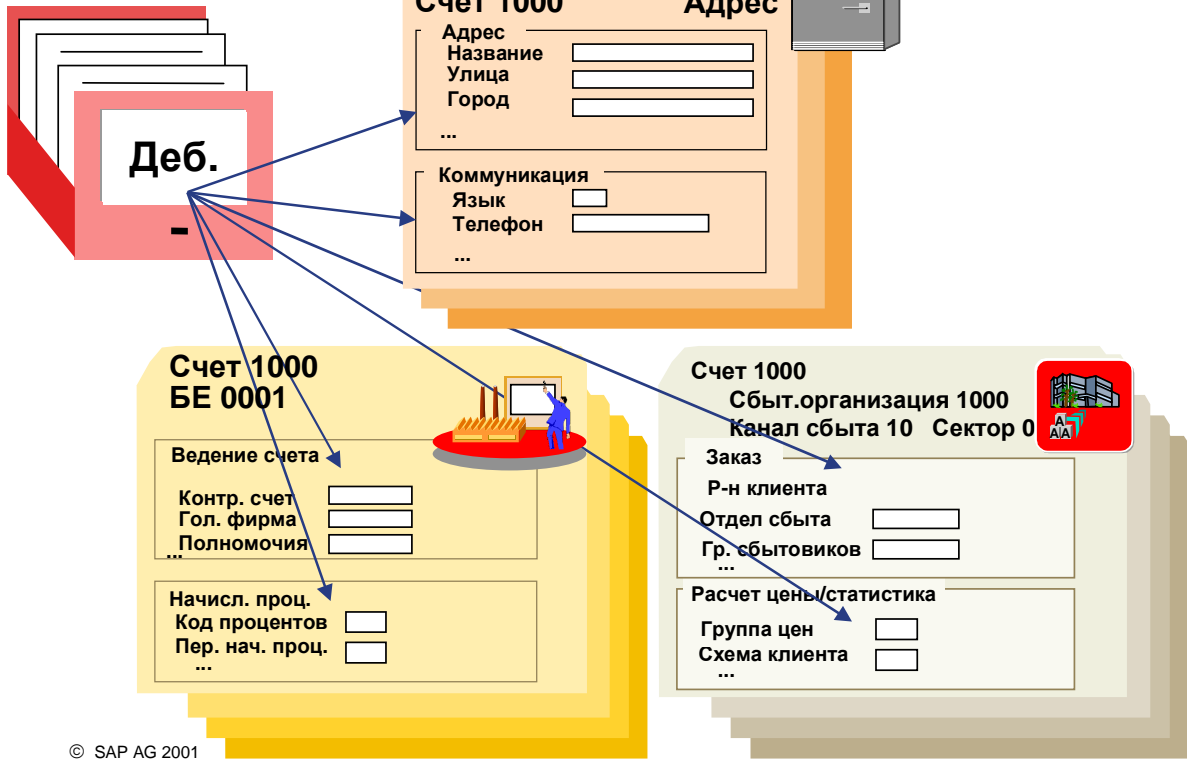 Счет 1000 Адрес
Адрес
Название
Улица
Город
...
Деб.
-
Коммуникация
Язык
Телефон
...
Счет 1000
БЕ 0001
Ведение счета
Контр. счет
Гол. фирма
Полномочия
...
Начисл. проц.
Код процентов
Пер. нач. проц.
...
Счет 1000
Сбыт.организация 1000
Канал сбыта 10 Сектор 0
A
A A
Заказ
Р-н клиента
Отдел сбыта
Гр. сбытовиков
...
Расчет цены/статистика
Группа цен
Схема клиента
...
© SAP AG 2001